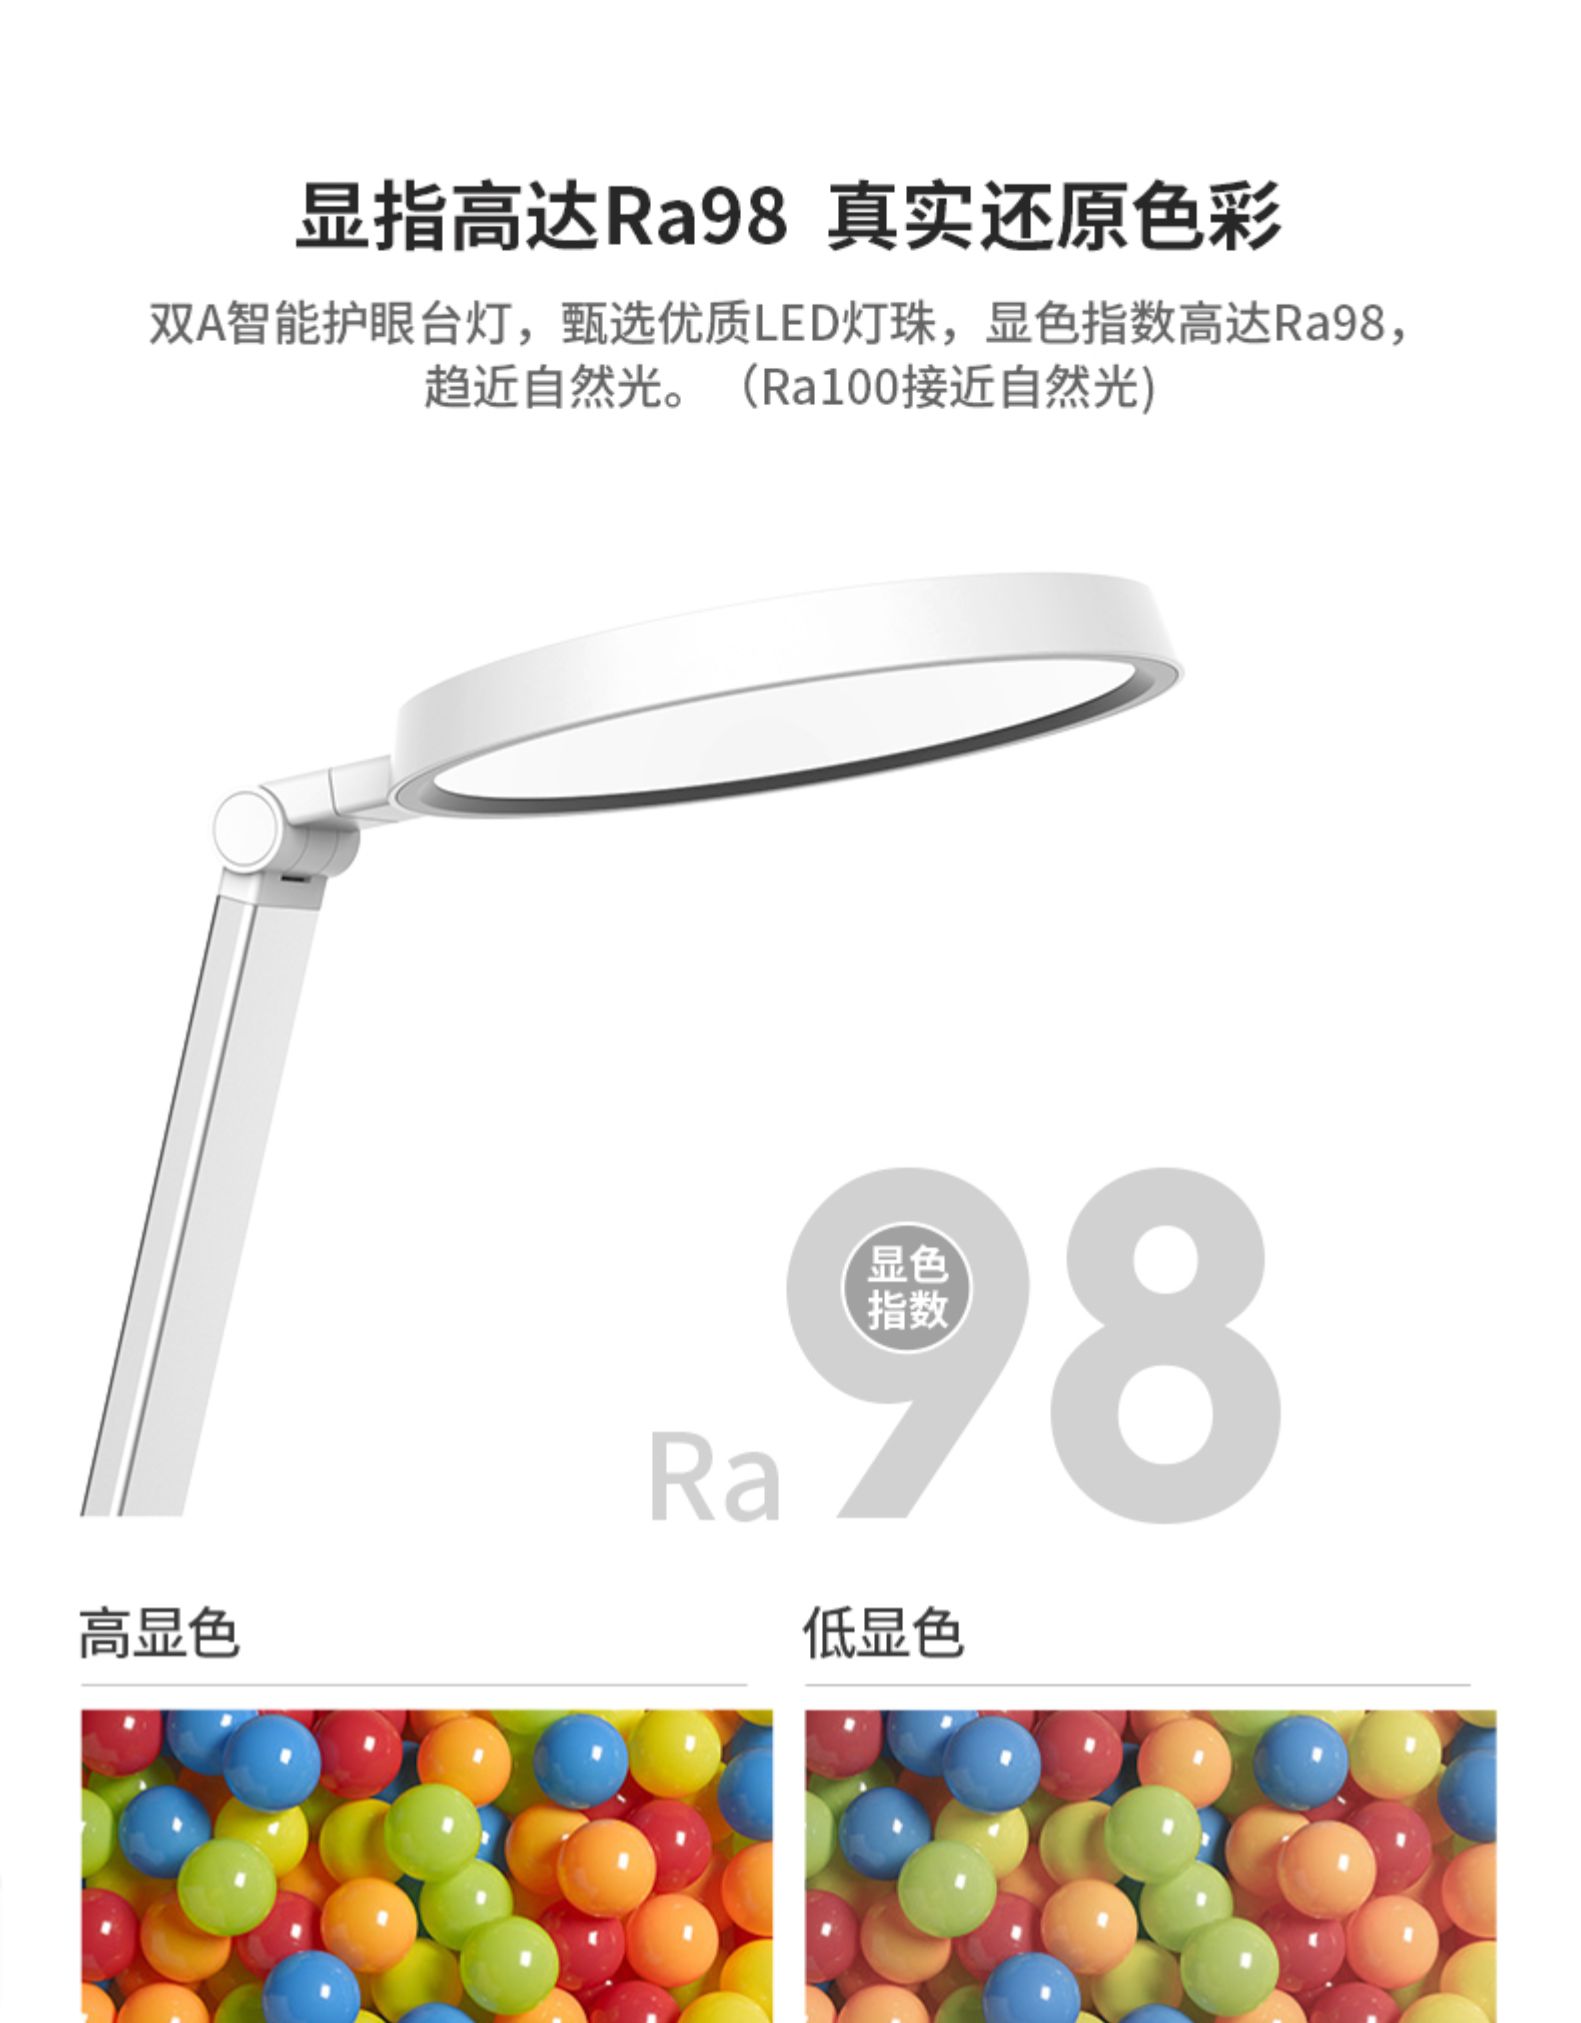 显指高达Ra98 真实还原色彩
双A智能护眼台灯，甄选优质LED灯珠，显色指数高达Ra98，
趋近自然光。（Ra100接近自然光)
显色
指数
Ra98
高显色
低显色